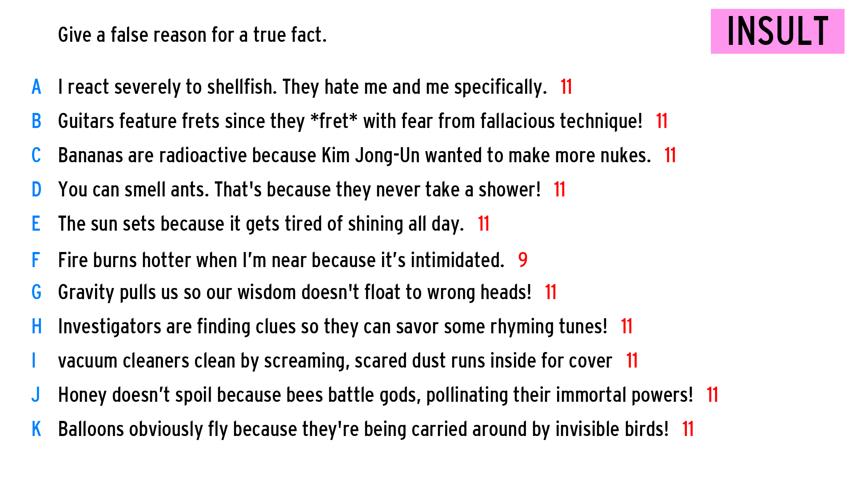 Give a false reason for a true fact.
INSULT
A I react severely to shellfish. They hate me and me specifically. 11
B Guitars feature frets since they *fret* with fear from fallacious technique! 11
C Bananas are radioactive because Kim Jong-Un wanted to make more nukes. 11
D You can smell ants. That's because they never take a shower! 11
E The sun sets because it gets tired of shining all day. 11
F Fire burns hotter when I’m near because it’s intimidated. 9
G Gravity pulls us so our wisdom doesn't float to wrong heads! 11
H Investigators are finding clues so they can savor some rhyming tunes! 11
I vacuum cleaners clean by screaming, scared dust runs inside for cover 11
J Honey doesn’t spoil because bees battle gods, pollinating their immortal powers! 11
K Balloons obviously fly because they're being carried around by invisible birds! 11